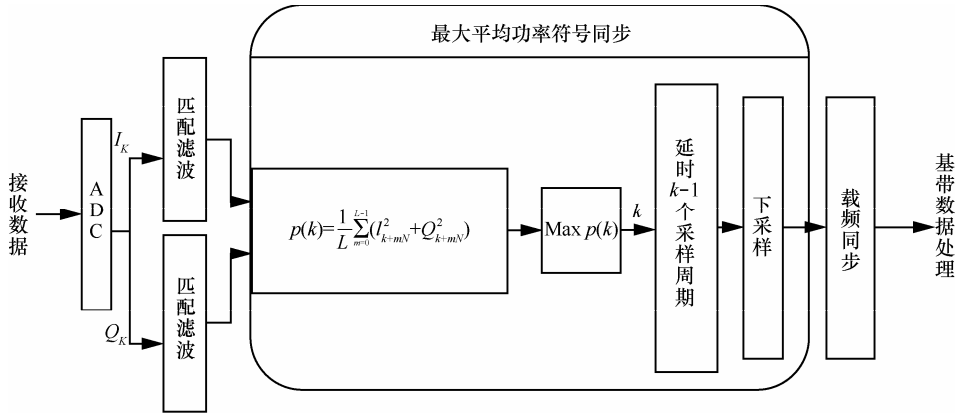 最大平均功率符号同步
接收数据
ADC
I_K
Q_K
匹配滤波
匹配滤波
p(k)=\frac{1}{L}\sum_{m=0}^{L-1}(I_{k+mN}^2+Q_{k+mN}^2)
Max p(k)
k
延时k-1个采样周期
下采样
载频同步
基带数据处理